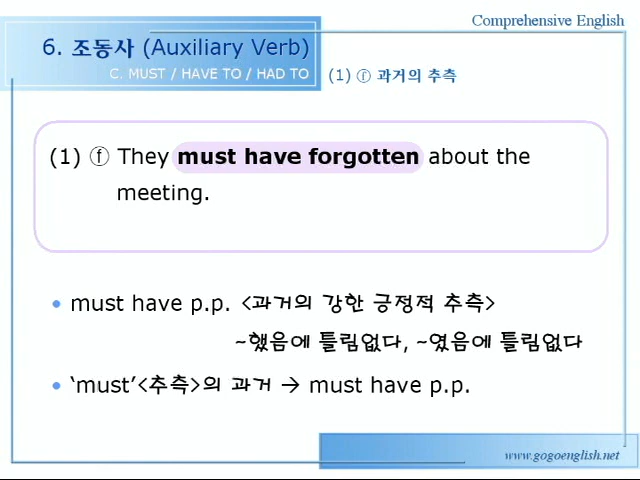 Comprehensive English
6. 조동사 (Auxiliary Verb)
C. MUST / HAVE TO / HAD TO
(1) ⓕ 과거의 추측
(1) ⓕ They must have forgotten about the
meeting.
• must have p.p. <과거의 강한 긍정적 추측>
~했음에 틀림없다, ~였음에 틀림없다
• ‘must’<추측>의 과거 → must have p.p.
www.gogoenglish.net